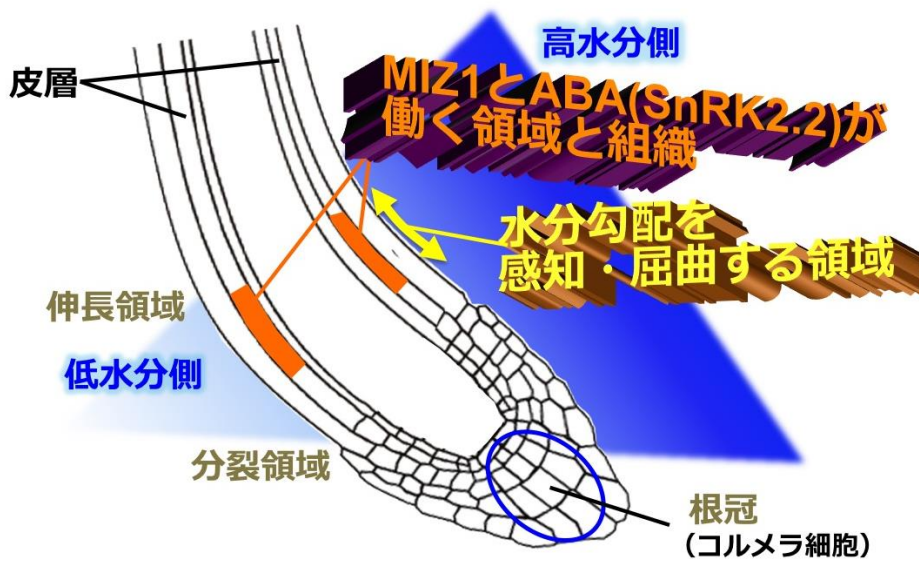 高水分側
皮層
MIZ1とABA(SnRK2.2)が
働く領域と組織
水分勾配を
感知・屈曲する領域
伸長領域
低水分側
分裂領域
根冠
(コルメラ細胞)